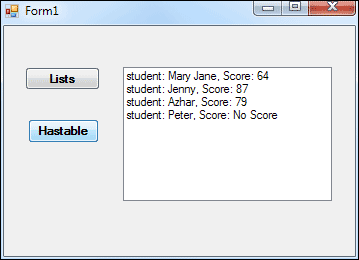 Form1
Lists
Hastable
student: Mary Jane, Score: 64
student: Jenny, Score: 87
student: Azhar, Score: 79
student: Peter, Score: No Score